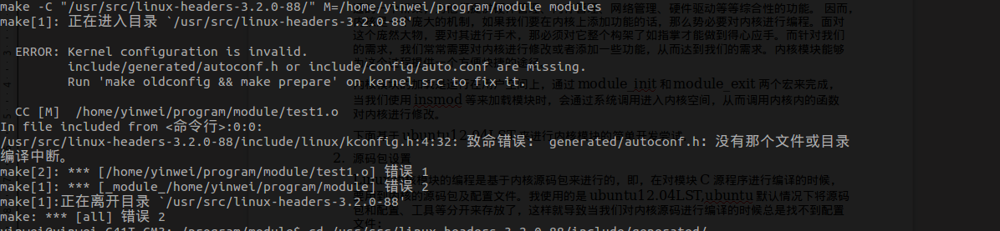 make -C "/usr/src/linux-headers-3.2.0-88/" M=/home/yinwei/program/module modules
网络管理、硬件驱动等等综合性的功能。 因而,
make[1]: 正在进入目录 `/usr/src/linux-headers-3.2.0-88'
庞大的机制，如果我们要在内核上添加功能的话，那么势必要对内核进行编程。面对
这个庞然大物，要对其进行手术，那必须对它整个构架了如指掌才能做到得心应手。而针对我们
ERROR: Kernel configuration is invalid.
的需求，我们常常需要对内核进行修改或者添加一些功能，从而达到我们的需求。内核模块能够
include/generated/autoconf.h or include/config/auto.conf are missing.
Run 'make oldconfig && make prepare' on kernel src to fix it.
通过 module_init 和 module_exit 两个宏来完成，
当我们使用 insmod 等来加载模块时，会通过系统调用进入内核空间，从而调用内核内的函数
CC [M]  /home/yinwei/program/module/test1.o
对内核进行修改。
In file included from <命令行>:0:0:
下面基于 ubuntu12.04LST 来进行内核模块的简单开发尝试
/usr/src/linux-headers-3.2.0-88/include/linux/kconfig.h:4:32: 致命错误： generated/autoconf.h: 没有那个文件或目录
编译中断。
2. 源码包设置
make[2]: *** [/home/yinwei/program/module/test1.o] 错误 1
模块的编程是基于内核源码包来进行的，即，在对模块 C 源程序进行编译的时候，
make[1]: *** [_module_/home/yinwei/program/module] 错误 2
的源码包及配置文件。我使用的是 ubuntu12.04LST,ubuntu 默认情况下将源码
make[1]:正在离开目录 `/usr/src/linux-headers-3.2.0-88'
包和配置、工具等分开来存放了，这样就导致当我们对内核源码进行编译的时候总是找不到配置
make: *** [all] 错误 2
文件：
yinwei@yinwei-G41T-CM3:~/program/module$ cd /usr/src/linux-headers-3.2.0-88/include/generated/